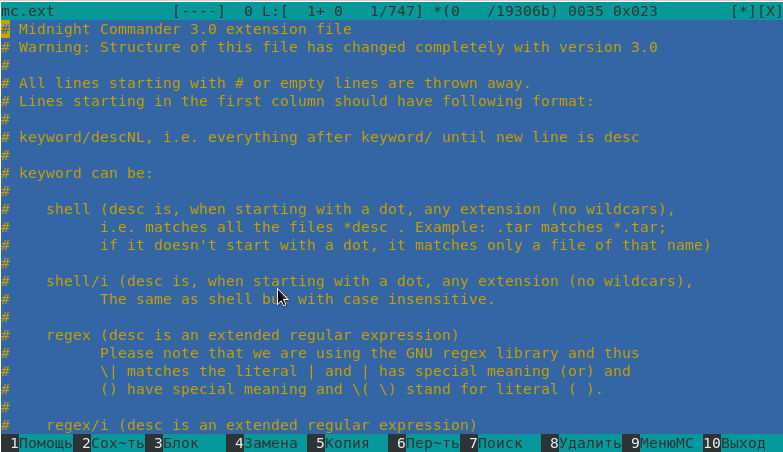 mc.ext [----] 0 L:[ 1+ 0 1/747] *(0 /19306b) 0035 0x023 [*][X]
# Midnight Commander 3.0 extension file
# Warning: Structure of this file has changed completely with version 3.0
#
# All lines starting with # or empty lines are thrown away.
# Lines starting in the first column should have following format:
#
# keyword/descNL, i.e. everything after keyword/ until new line is desc
#
# keyword can be:
#
#    shell (desc is, when starting with a dot, any extension (no wildcars),
#          i.e. matches all the files *desc . Example: .tar matches *.tar;
#          if it doesn't start with a dot, it matches only a file of that name)
#
#    shell/i (desc is, when starting with a dot, any extension (no wildcars),
#          The same as shell but with case insensitive.
#
#    regex (desc is an extended regular expression)
#          Please note that we are using the GNU regex library and thus
#          \| matches the literal | and | has special meaning (or) and
#          () have special meaning and \( \) stand for literal ( ).
#
#    regex/i (desc is an extended regular expression)
1Помощь 2Сох~ть 3Блок 4Замена 5Копия 6Пер~ть 7Поиск 8Удалить 9МенюMC 10Выход